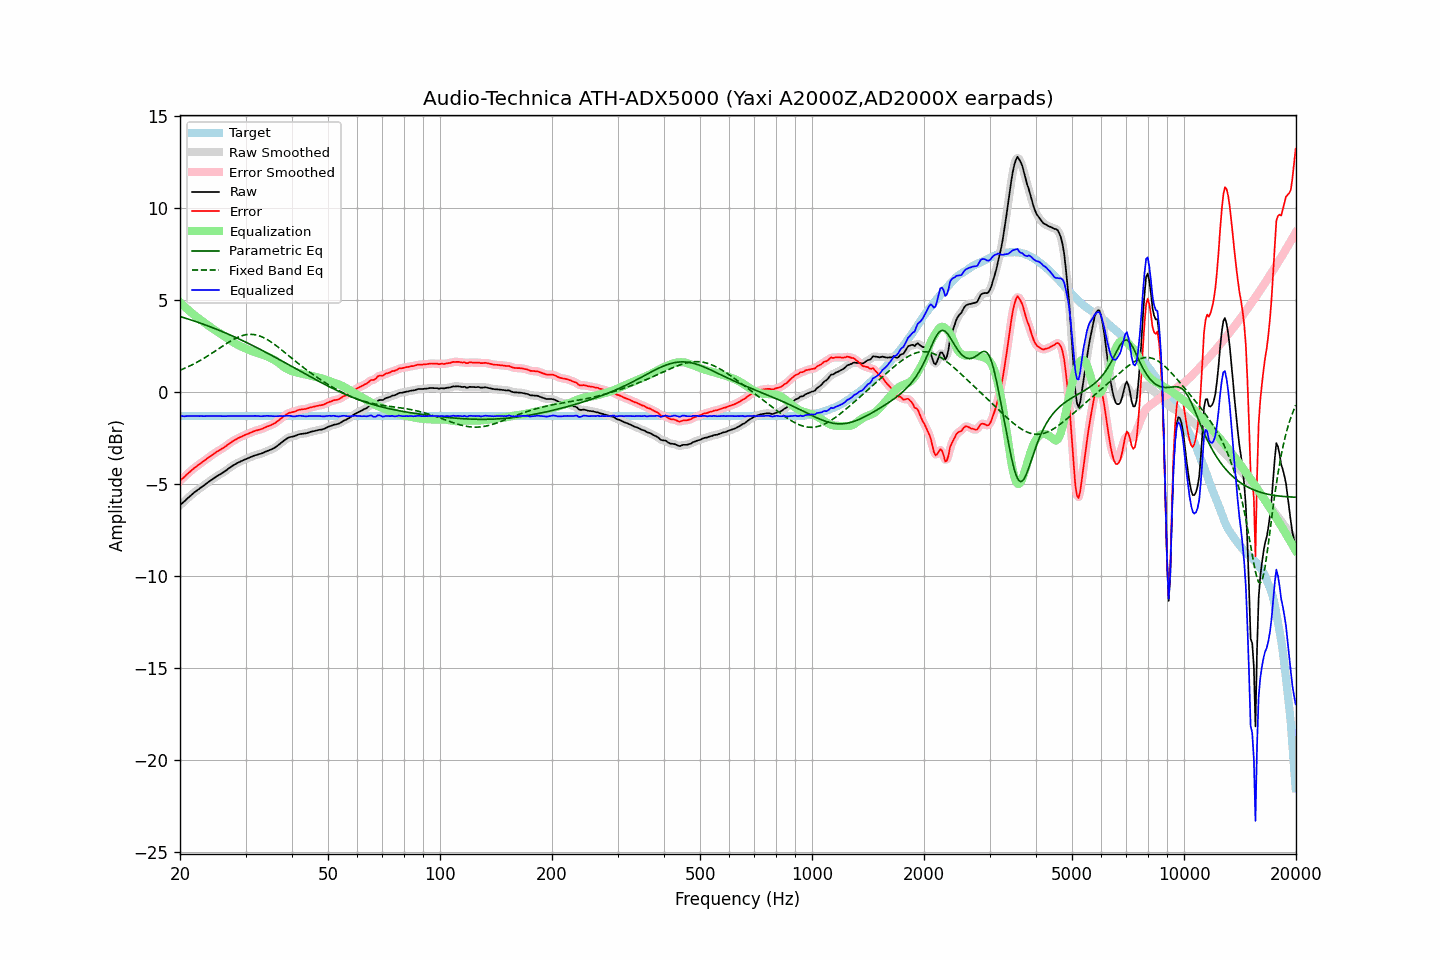 Audio-Technica ATH-ADX5000 (Yaxi A2000Z,AD2000X earpads)
Target
Raw Smoothed
Error Smoothed
Raw
Error
Equalization
Parametric Eq
Fixed Band Eq
Equalized
15
10
5
0
−5
−10
−15
−20
−25
Amplitude (dBr)
20 50 100 200 500 1000 2000 5000 10000 20000
Frequency (Hz)